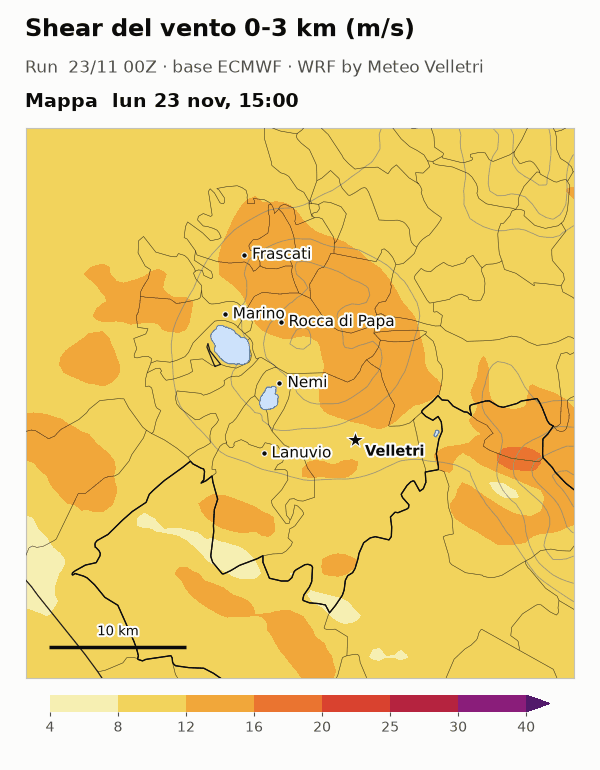 Shear del vento 0-3 km (m/s)
Run  23/11 00Z · base ECMWF · WRF by Meteo Velletri
Mappa  lun 23 nov, 15:00
Frascati
Marino
Rocca di Papa
Nemi
Velletri
Lanuvio
10 km
4 8 12 16 20 25 30 40